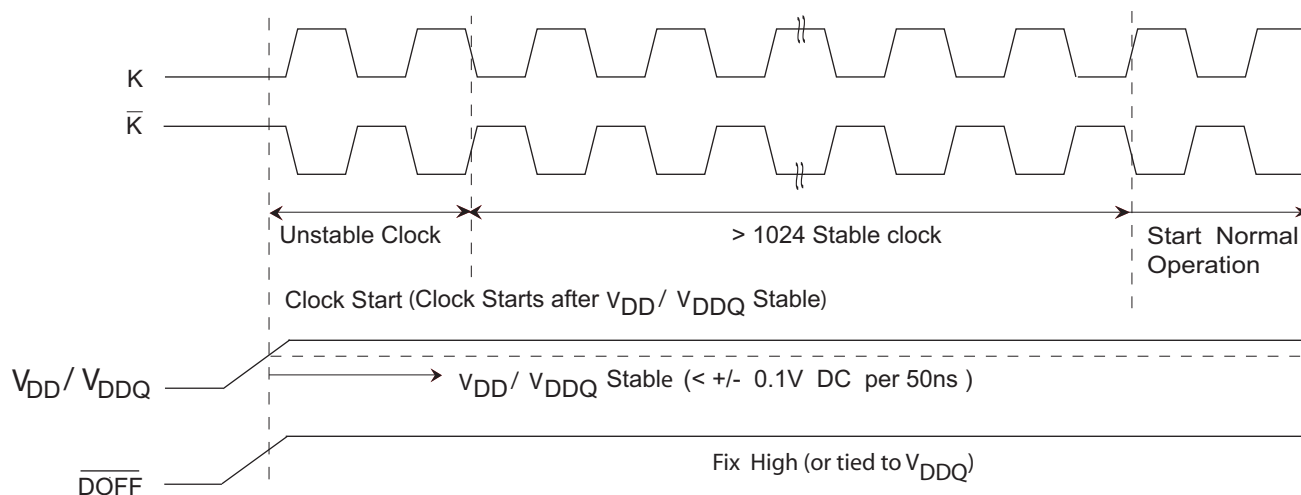 K
K̅
Unstable Clock
> 1024 Stable clock
Start Normal
Operation
Clock Start (Clock Starts after VDD/ VDDQ Stable)
VDD/ VDDQ
VDD/ VDDQ Stable (< +/- 0.1V DC per 50ns )
Fix High (or tied to VDDQ)
D̅O̅F̅F̅